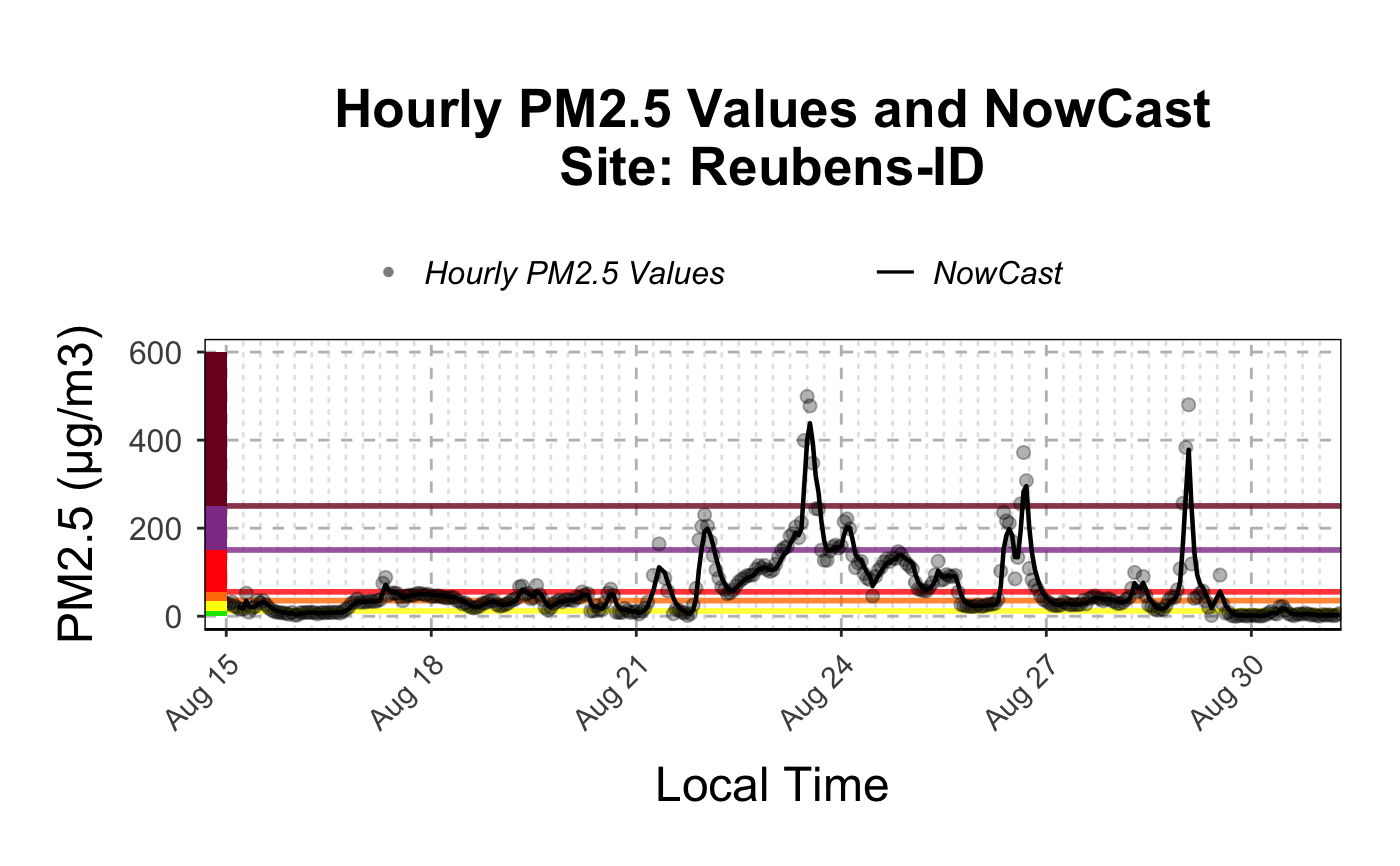 Hourly PM2.5 Values and NowCast
Site: Reubens-ID
Hourly PM2.5 Values
NowCast
PM2.5 (µg/m3)
600
400
200
0
Aug 15
Aug 18
Aug 21
Aug 24
Aug 27
Aug 30
Local Time